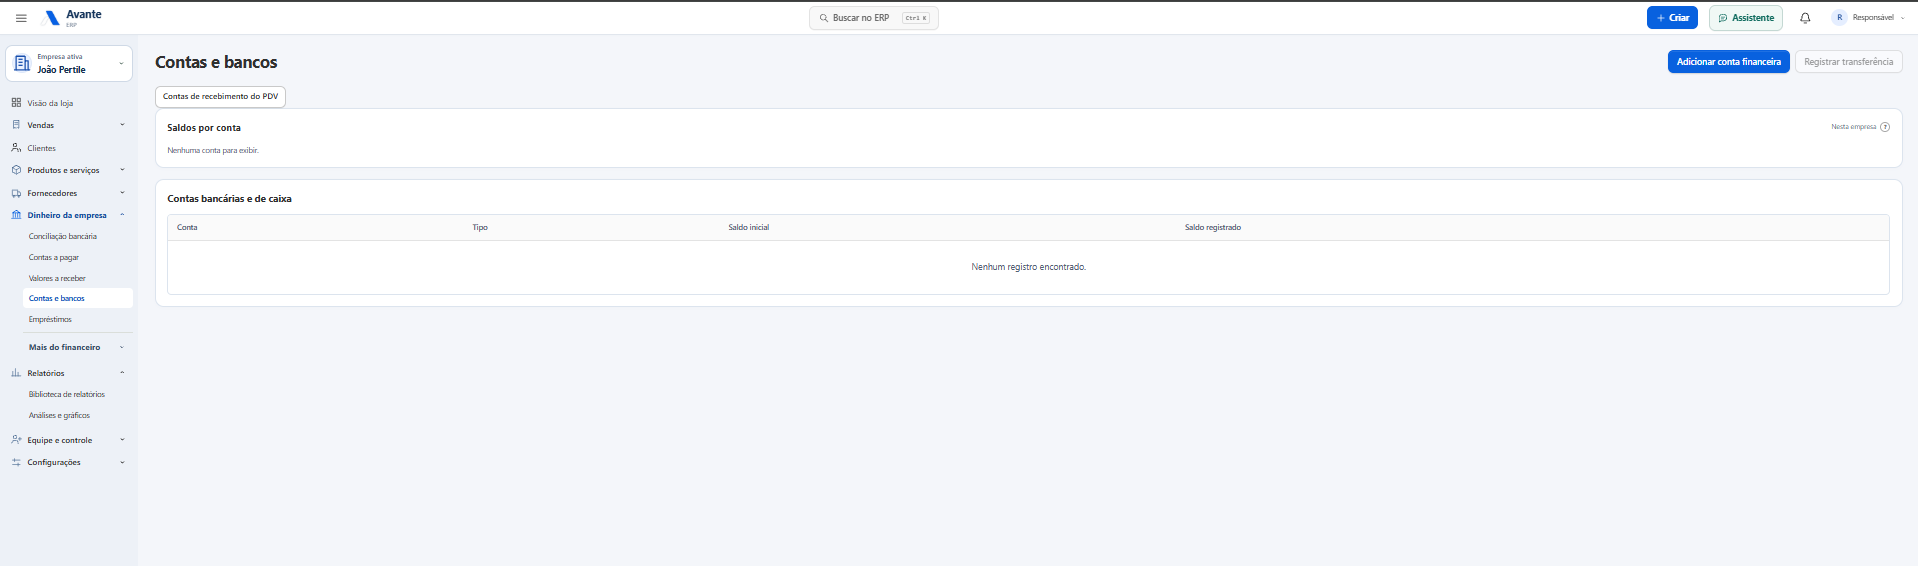 Avante
ERP
Buscar no ERP
Ctrl K
Criar
Assistente
R
Responsável
Empresa ativa
João Pertile
Visão da loja
Vendas
Clientes
Produtos e serviços
Fornecedores
Dinheiro da empresa
Conciliação bancária
Contas a pagar
Valores a receber
Contas e bancos
Empréstimos
Mais do financeiro
Relatórios
Biblioteca de relatórios
Análises e gráficos
Equipe e controle
Configurações
Contas e bancos
Adicionar conta financeira
Registrar transferência
Contas de recebimento do PDV
Saldos por conta
Nesta empresa ?
Nenhuma conta para exibir.
Contas bancárias e de caixa
Conta Tipo Saldo inicial Saldo registrado
Nenhum registro encontrado.